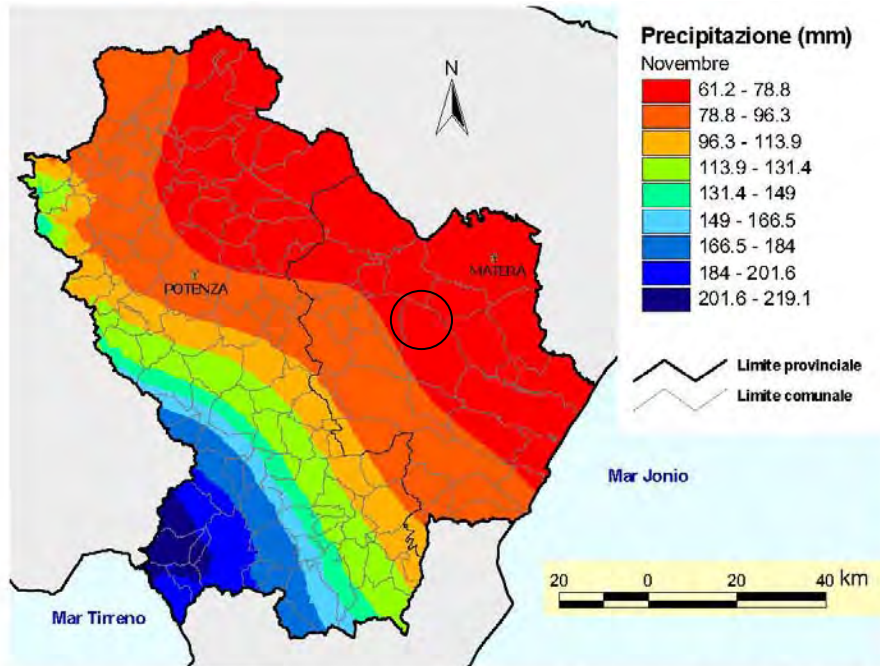 Precipitazione (mm)
Novembre
61.2 - 78.8
78.8 - 96.3
96.3 - 113.9
113.9 - 131.4
131.4 - 149
149 - 166.5
166.5 - 184
184 - 201.6
201.6 - 219.1
N
MATERA
POTENZA
Limite provinciale
Limite comunale
Mar Jonio
20 0 20 40 km
Mar Tirreno